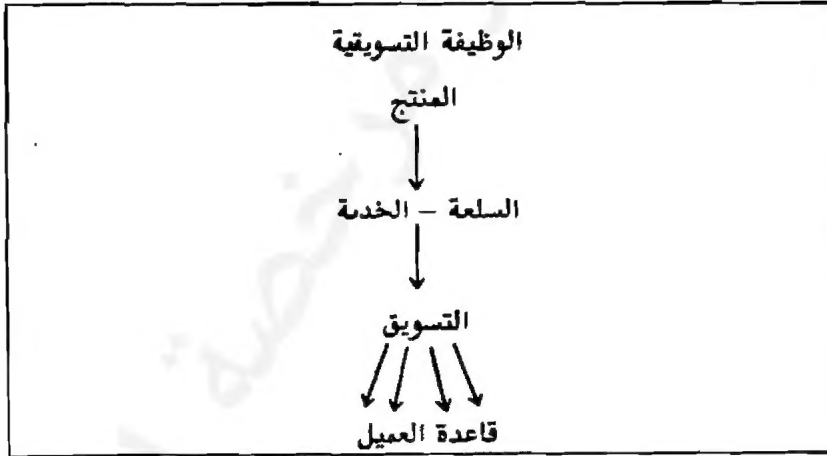 الوظيفة التسويقية
المنتج
السلعة – الخدمة
التسويق
قاعدة العميل